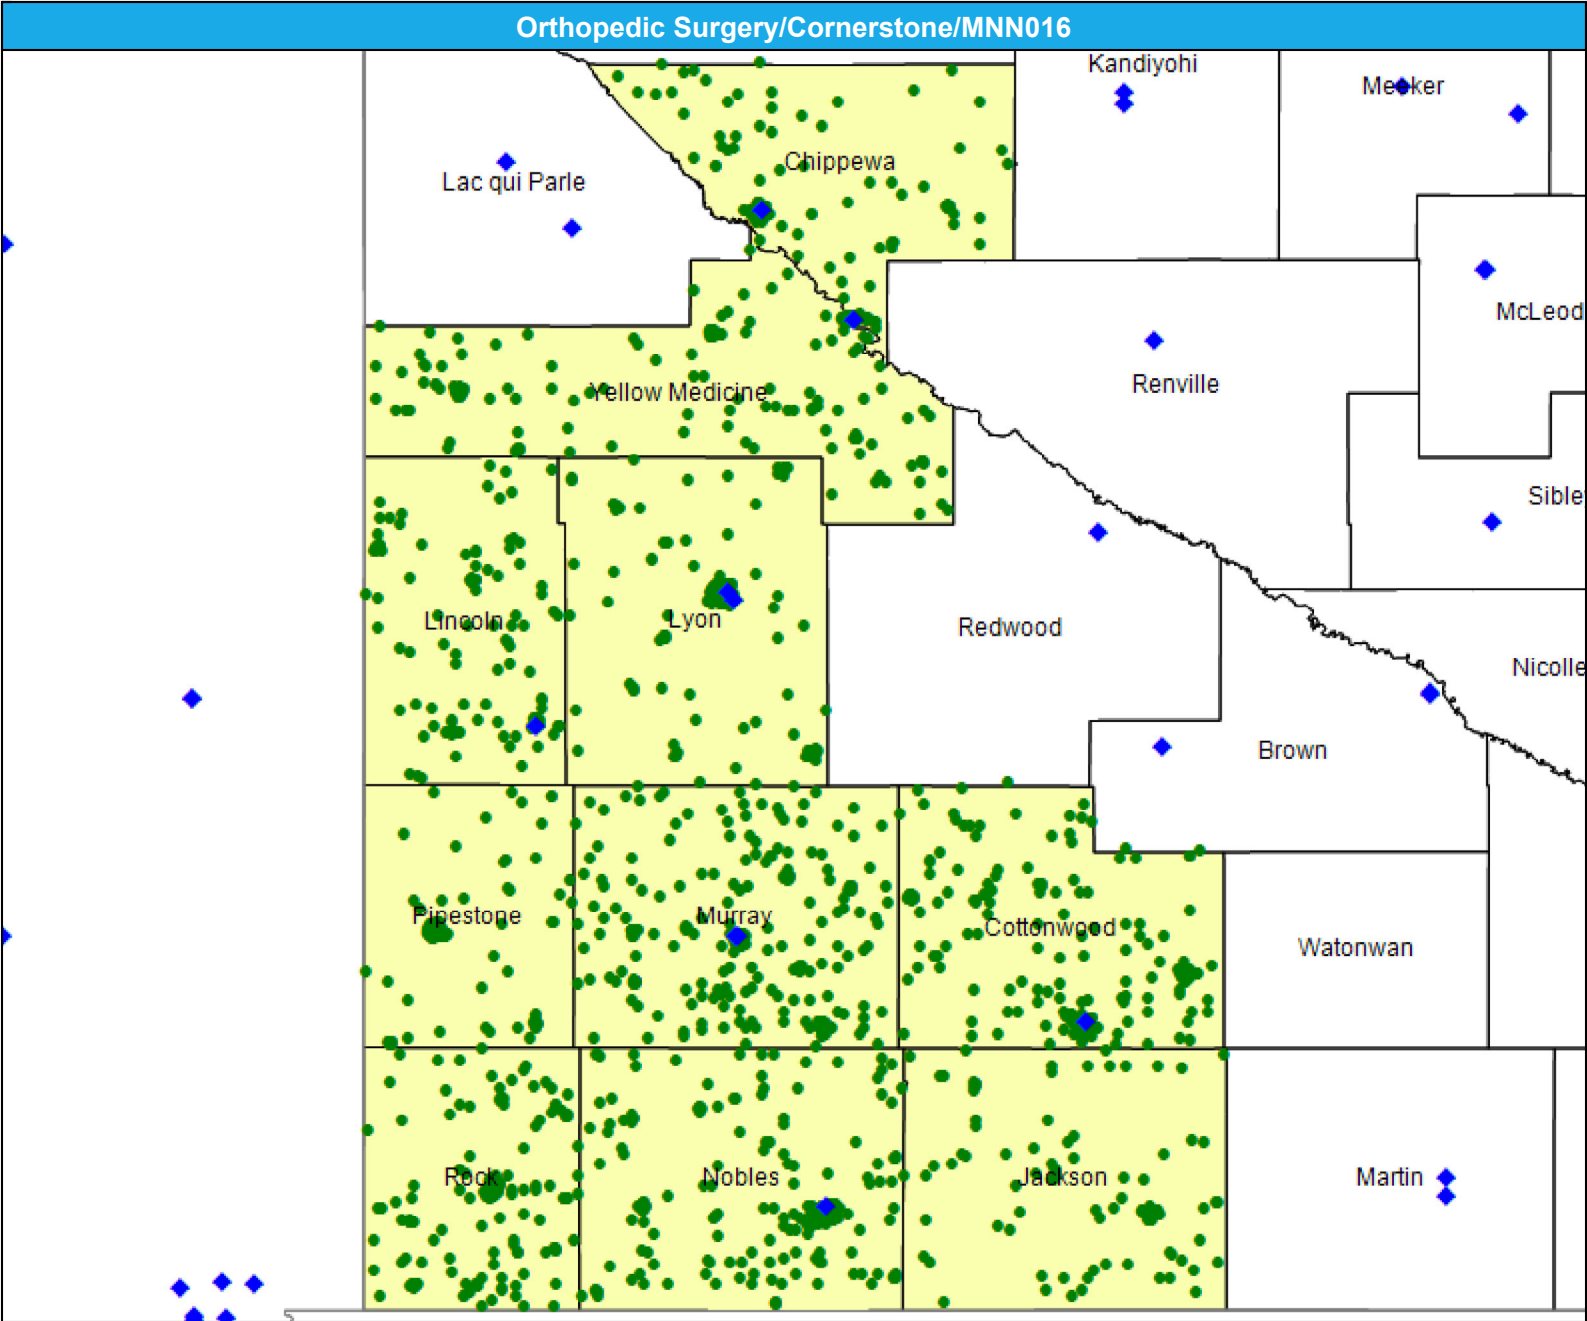 Orthopedic Surgery/Cornerstone/MNN016
Kandiyohi
Meeker
Chippewa
Lac qui Parle
McLeod
Renville
Yellow Medicine
Sible
Lincoln
Lyon
Redwood
Nicolle
Brown
Pipestone
Murray
Cottonwood
Watonwan
Rock
Nobles
Jackson
Martin